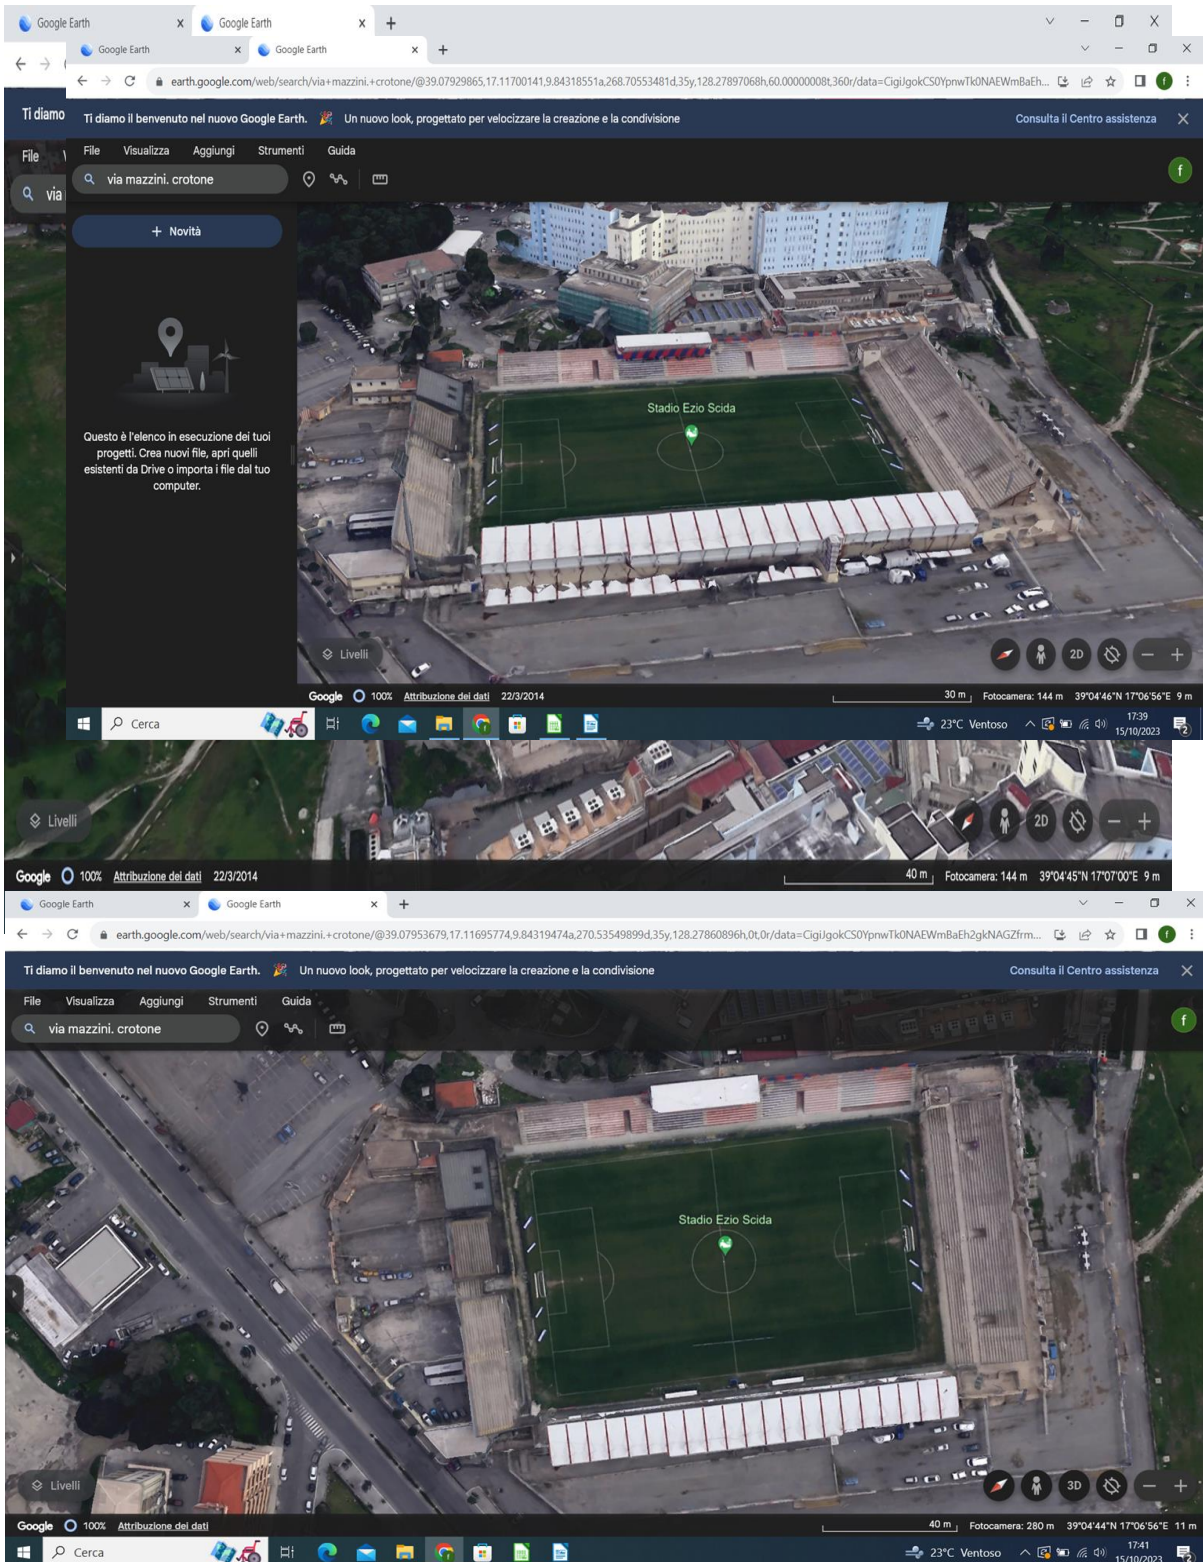 Google Earth x Google Earth x +
Google Earth x Google Earth x +
earth.google.com/web/search/via+mazzini.+crotone/@39.07929865,17.11700141,9.84318551a,268.70553481d,35y,128.27897068h,60.00000008t,360r/data=CigiJgokCS0YpnwTk0NAEWmBaEh...
Ti diamo
Ti diamo il benvenuto nel nuovo Google Earth. Un nuovo look, progettato per velocizzare la creazione e la condivisione Consulta il Centro assistenza
File
File Visualizza Aggiungi Strumenti Guida
via
via mazzini. crotone
f
+ Novità
Questo è l'elenco in esecuzione dei tuoi
progetti. Crea nuovi file, apri quelli
esistenti da Drive o importa i file dal tuo
computer.
Stadio Ezio Scida
Livelli
2D
Google 100% Attribuzione dei dati 22/3/2014 30 m Fotocamera: 144 m 39°04'46"N 17°06'56"E 9 m
Cerca 23°C Ventoso 17:39
15/10/2023
2
Livelli
2D
Google 100% Attribuzione dei dati 22/3/2014 40 m Fotocamera: 144 m 39°04'45"N 17°07'00"E 9 m
Google Earth x Google Earth x +
earth.google.com/web/search/via+mazzini.+crotone/@39.07953679,17.11695774,9.84319474a,270.53549899d,35y,128.27860896h,0t,0r/data=CigiJgokCS0YpnwTk0NAEWmBaEh2gkNAGZfrm...
f
Ti diamo il benvenuto nel nuovo Google Earth. Un nuovo look, progettato per velocizzare la creazione e la condivisione Consulta il Centro assistenza
File Visualizza Aggiungi Strumenti Guida
via mazzini. crotone
f
Stadio Ezio Scida
Livelli
3D
Google 100% Attribuzione dei dati 40 m Fotocamera: 280 m 39°04'44"N 17°06'56"E 11 m
Cerca 23°C Ventoso 17:41
15/10/2023